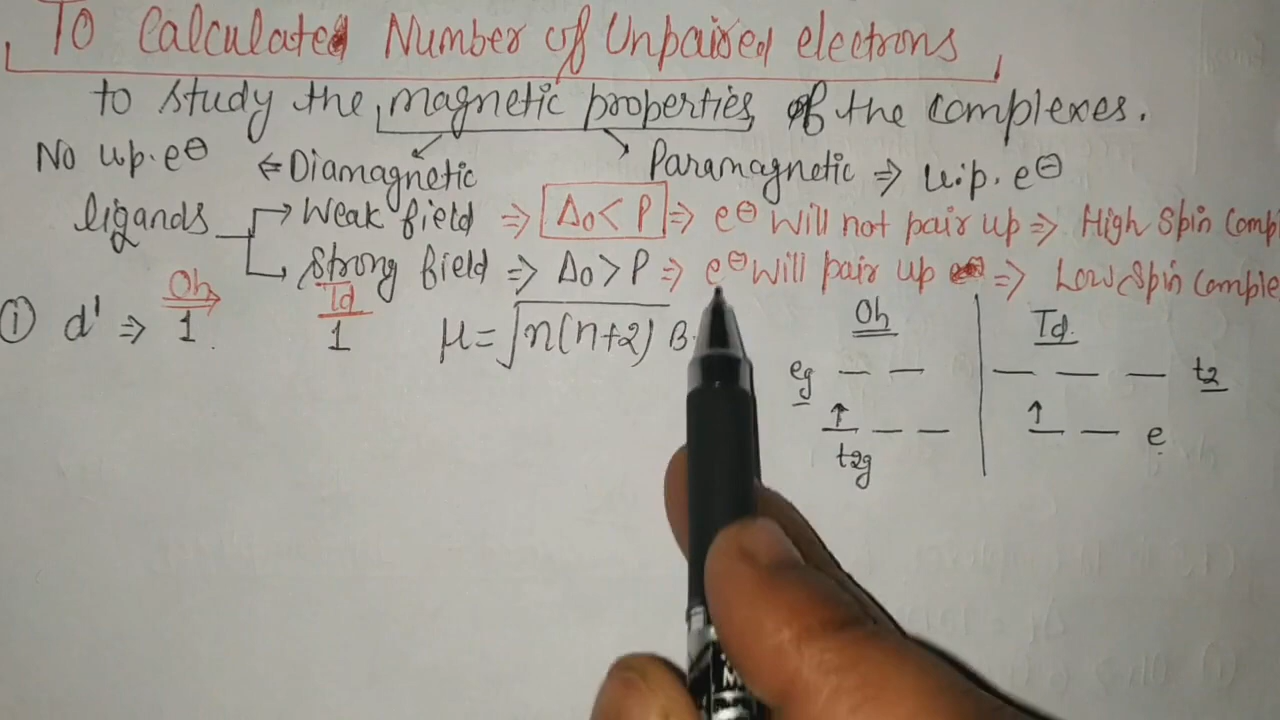 To Calculated Number of Unpaired electrons
to study the magnetic properties of the complexes.
No u.p. e⊖ ⇐ Diamagnetic Paramagnetic ⇒ u.p. e⊖
ligands → Weak field ⇒ Δo < P ⇒ e⊖ will not pair up ⇒ High Spin Comp
→ Strong field ⇒ Δo > P ⇒ e⊖ will pair up ⇒ Low Spin Comple
Oh Td
① d¹ ⇒ 1 1 μ = √n(n+2) B.
Oh Td
eg — — — — — t2
↑ — — ↑ — e
t2g